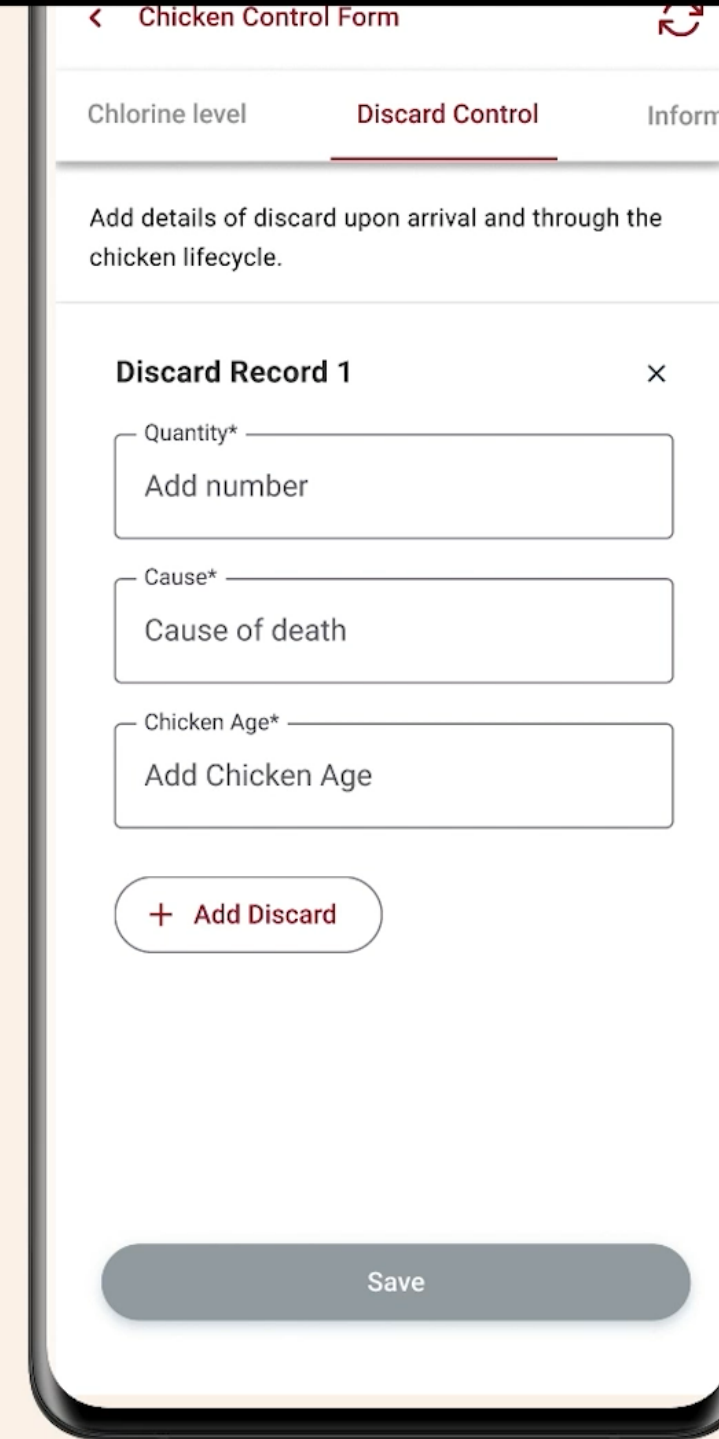 Chicken Control Form
Chlorine level
Discard Control
Inform
Add details of discard upon arrival and through the
chicken lifecycle.
Discard Record 1
Quantity*
Add number
Cause*
Cause of death
Chicken Age*
Add Chicken Age
+ Add Discard
Save